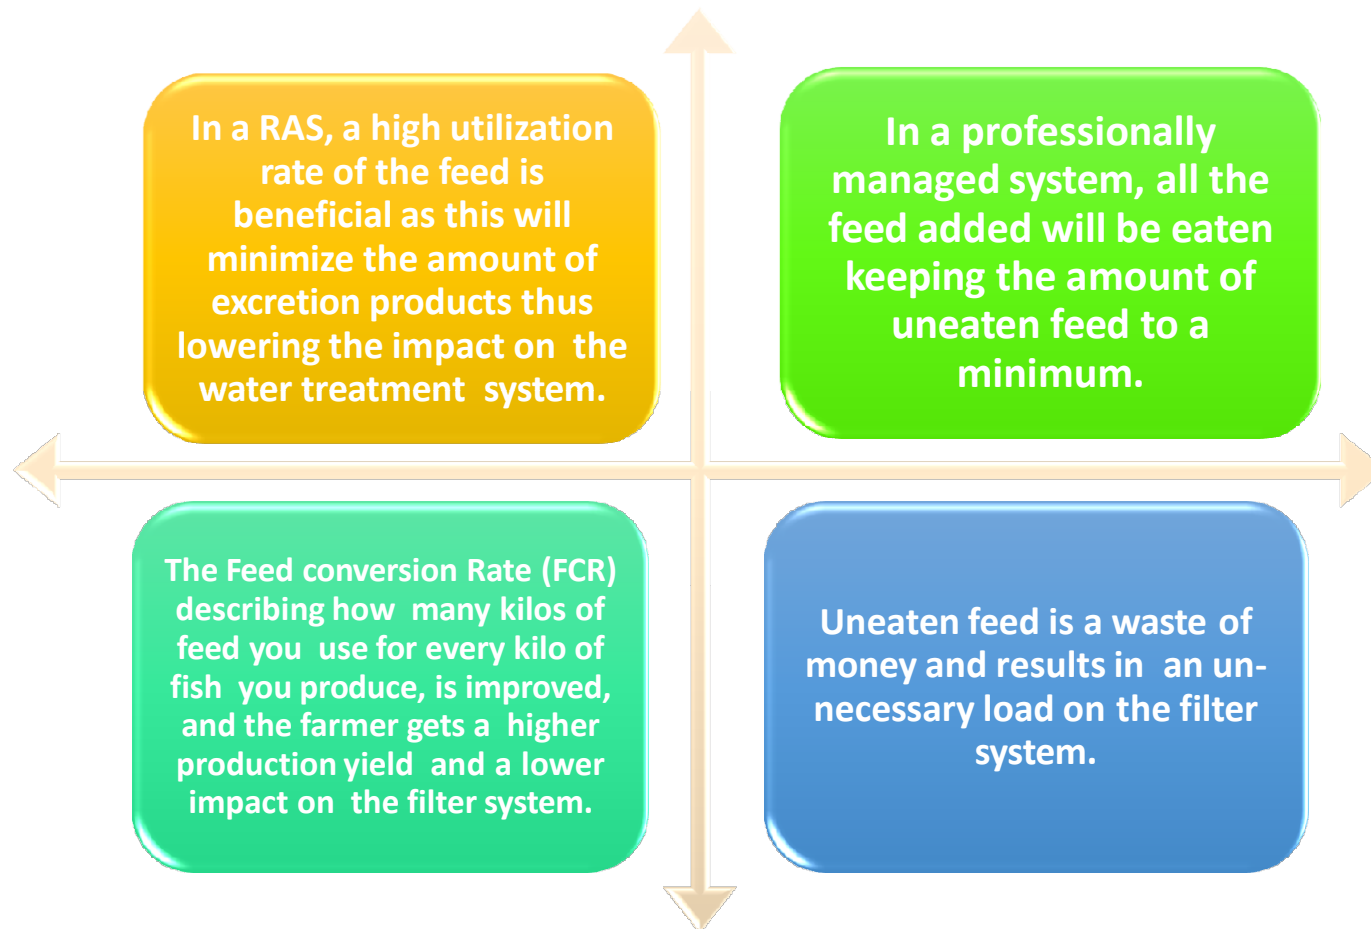 In a RAS, a high utilization
rate of the feed is
beneficial as this will
minimize the amount of
excretion products thus
lowering the impact on the
water treatment system.
In a professionally
managed system, all the
feed added will be eaten
keeping the amount of
uneaten feed to a
minimum.
The Feed conversion Rate (FCR)
describing how many kilos of
feed you use for every kilo of
fish you produce, is improved,
and the farmer gets a higher
production yield and a lower
impact on the filter system.
Uneaten feed is a waste of
money and results in an un-
necessary load on the filter
system.